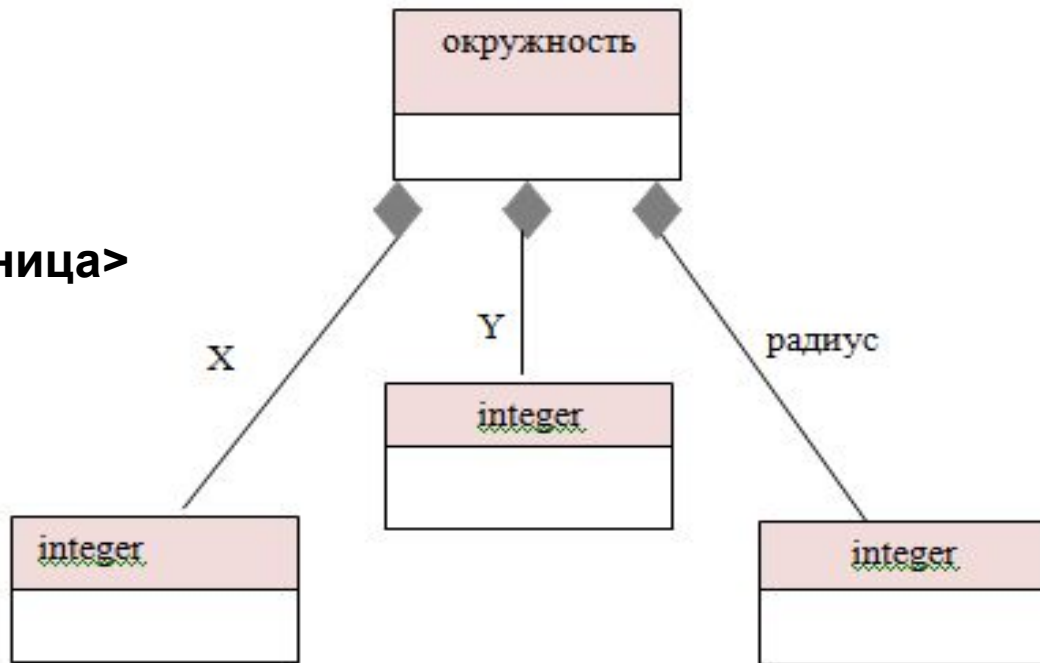 окружность
ница>
X
Y
радиус
integer
integer
integer